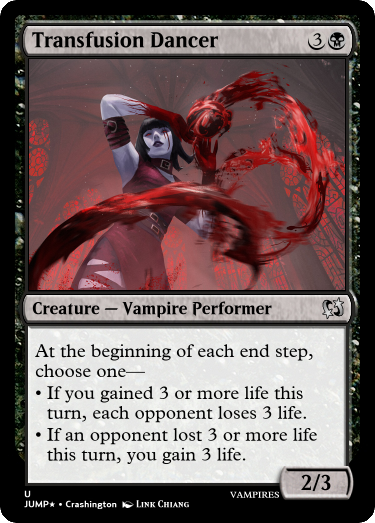 Transfusion Dancer 3
Creature — Vampire Performer
At the beginning of each end step,
choose one—
• If you gained 3 or more life this
turn, each opponent loses 3 life.
• If an opponent lost 3 or more life
this turn, you gain 3 life.
2/3
U
JUMP★ • Crashington Link Chiang
VAMPIRES